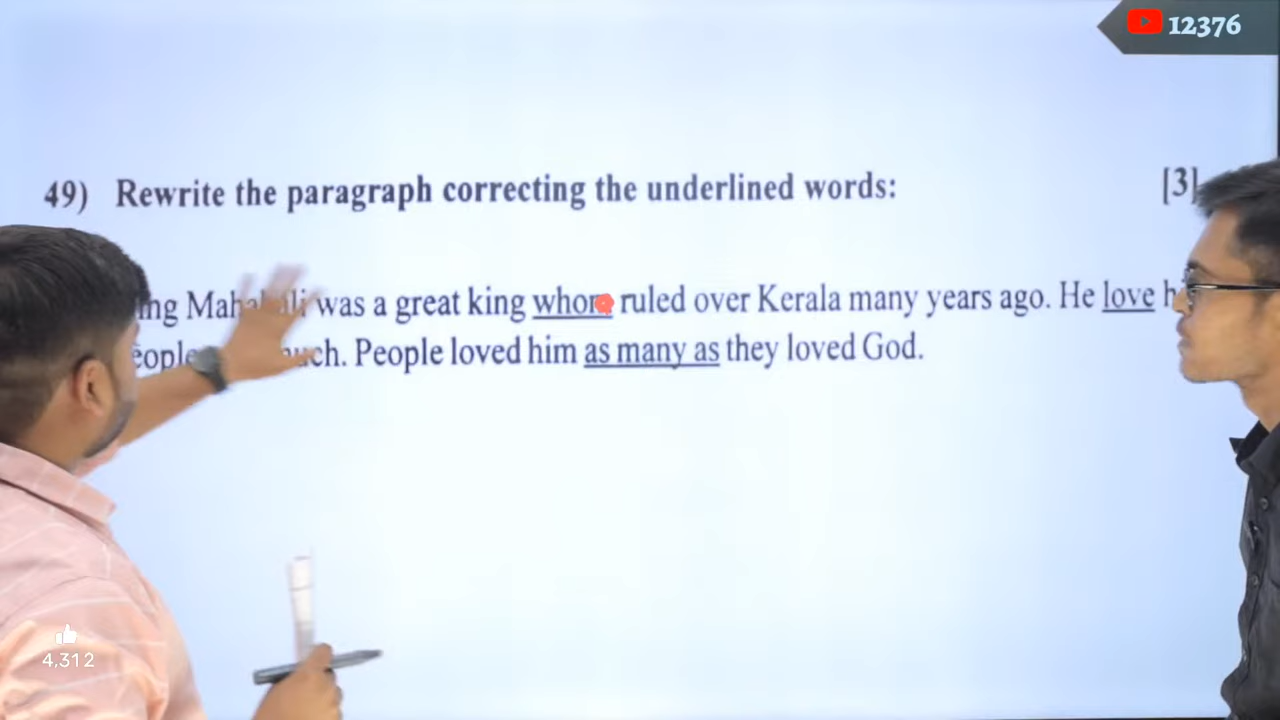 12376
49) Rewrite the paragraph correcting the underlined words: [3]
was a great king whom ruled over Kerala many years ago. He love
People loved him as many as they loved God.
4,312